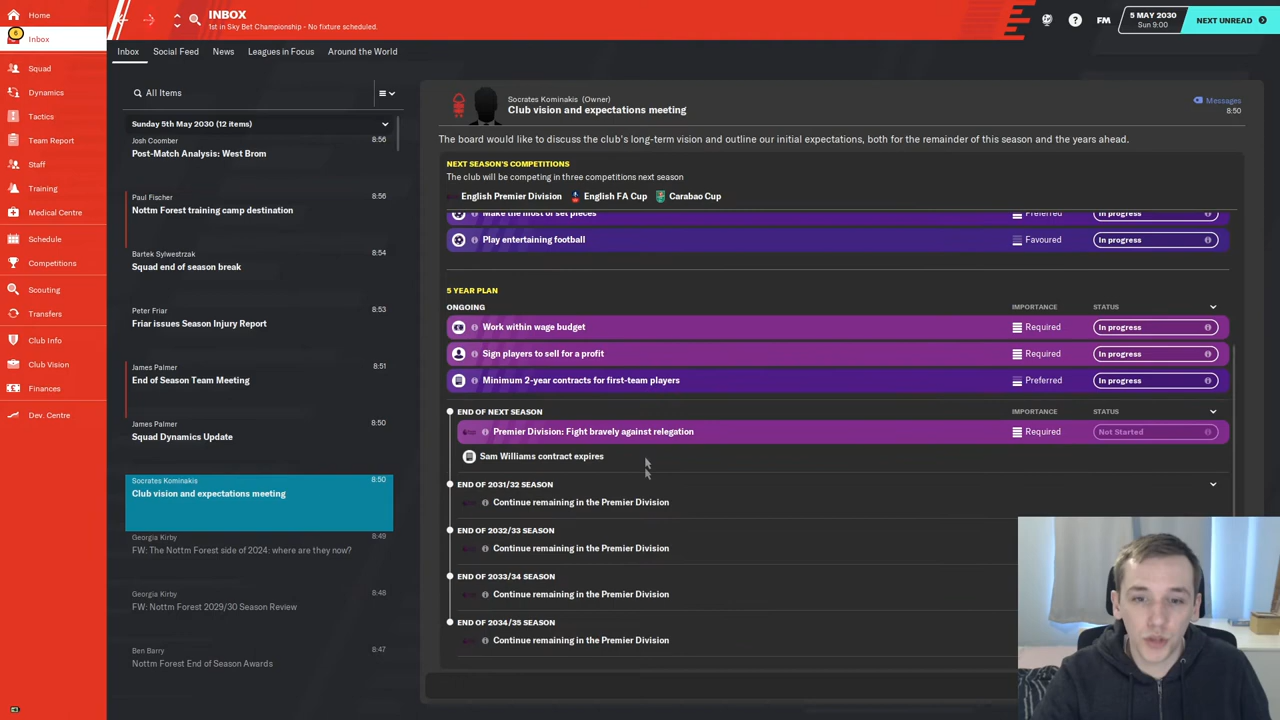 Home
6
Inbox
Squad
Dynamics
Tactics
Team Report
Staff
Training
Medical Centre
Schedule
Competitions
Scouting
Transfers
Club Info
Club Vision
Finances
Dev. Centre
INBOX
1st in Sky Bet Championship - No fixture scheduled.
?
FM
5 MAY 2030
Sun 9:00
NEXT UNREAD
Inbox
Social Feed
News
Leagues in Focus
Around the World
All Items
Sunday 5th May 2030 (12 items)
Josh Coomber
8:56
Post-Match Analysis: West Brom
Paul Fischer
8:56
Nottm Forest training camp destination
Bartek Sylwestrzak
8:54
Squad end of season break
Peter Friar
8:53
Friar issues Season Injury Report
James Palmer
8:51
End of Season Team Meeting
James Palmer
8:50
Squad Dynamics Update
Socrates Kominakis
8:50
Club vision and expectations meeting
Georgia Kirby
8:49
FW: The Nottm Forest side of 2024: where are they now?
Georgia Kirby
8:48
FW: Nottm Forest 2029/30 Season Review
Ben Barry
8:47
Nottm Forest End of Season Awards
Socrates Kominakis (Owner)
Club vision and expectations meeting
Messages
8:50
The board would like to discuss the club's long-term vision and outline our initial expectations, both for the remainder of this season and the years ahead.
NEXT SEASON'S COMPETITIONS
The club will be competing in three competitions next season
English Premier Division
English FA Cup
Carabao Cup
Make the most of set pieces
Preferred
In progress
Play entertaining football
Favoured
In progress
5 YEAR PLAN
ONGOING
IMPORTANCE
STATUS
Work within wage budget
Required
In progress
Sign players to sell for a profit
Required
In progress
Minimum 2-year contracts for first-team players
Preferred
In progress
END OF NEXT SEASON
IMPORTANCE
STATUS
Premier Division: Fight bravely against relegation
Required
Not Started
Sam Williams contract expires
END OF 2031/32 SEASON
Continue remaining in the Premier Division
END OF 2032/33 SEASON
Continue remaining in the Premier Division
END OF 2033/34 SEASON
Continue remaining in the Premier Division
END OF 2034/35 SEASON
Continue remaining in the Premier Division